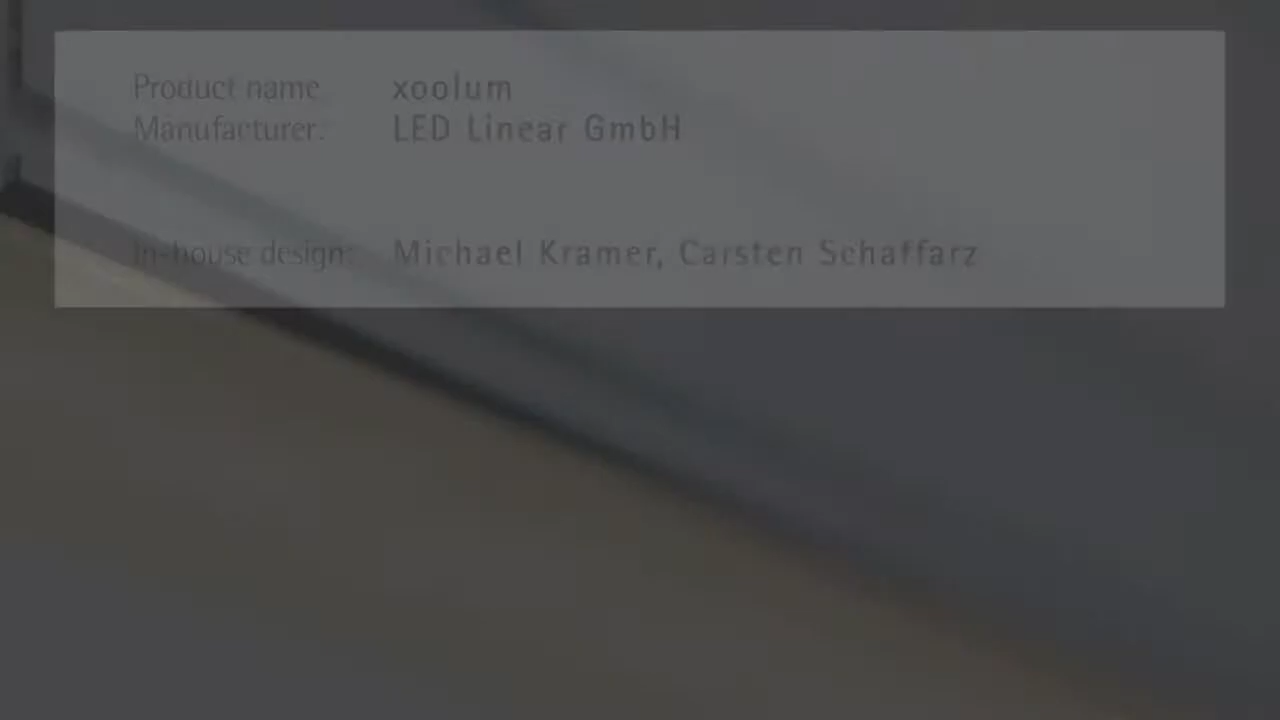 Product name xoolum
Manufacturer: LED Linear GmbH
In-house design: Michael Kramer, Carsten Schaffarz